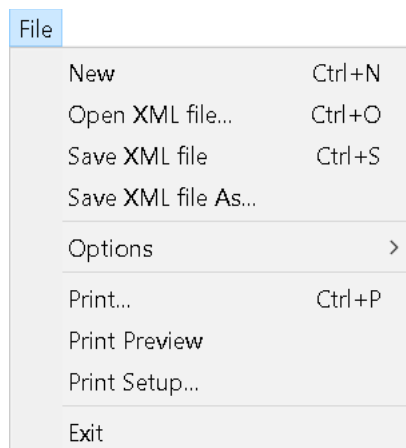 File
New Ctrl+N
Open XML file... Ctrl+O
Save XML file Ctrl+S
Save XML file As...
Options >
Print... Ctrl+P
Print Preview
Print Setup...
Exit